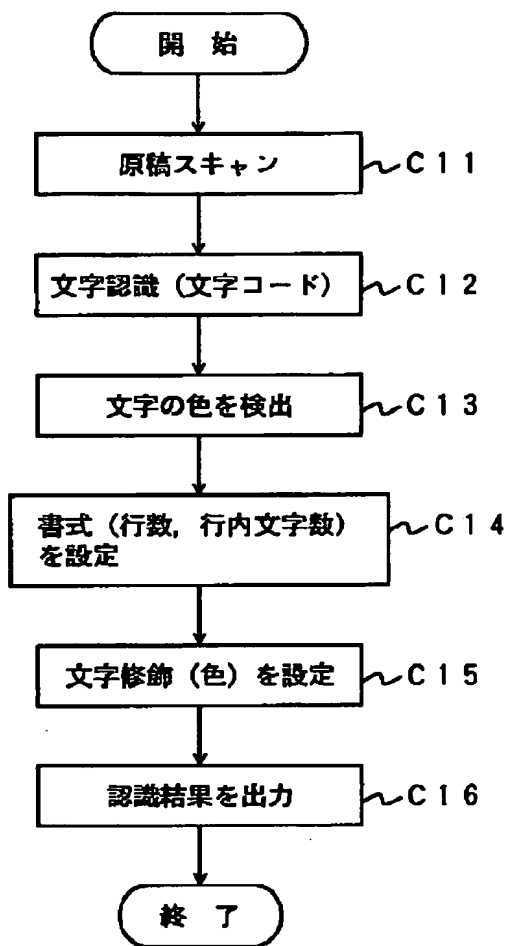 開 始
原稿スキャン
C11
文字認識（文字コード）
C12
文字の色を検出
C13
書式（行数，行内文字数）
を設定
C14
文字修飾（色）を設定
C15
認識結果を出力
C16
終 了